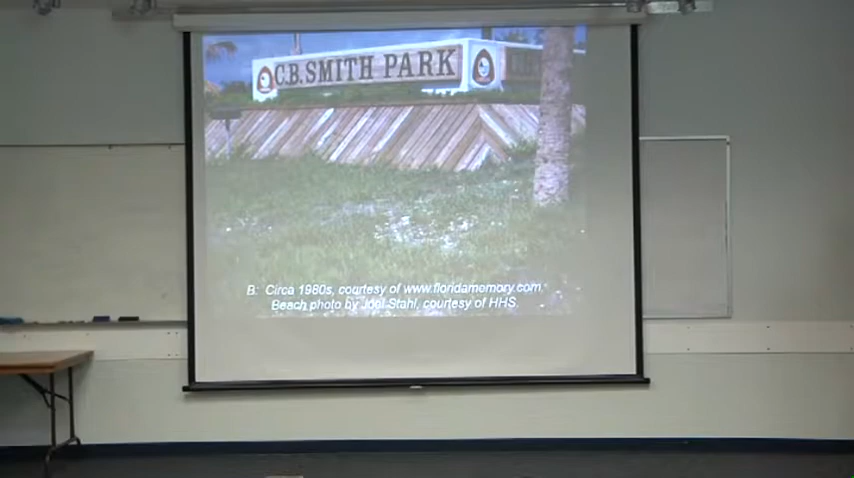 C.B. SMITH PARK
B: Circa 1980s, courtesy of www.floridamemory.com
Beach photo by Joel Stahl, courtesy of HHS.